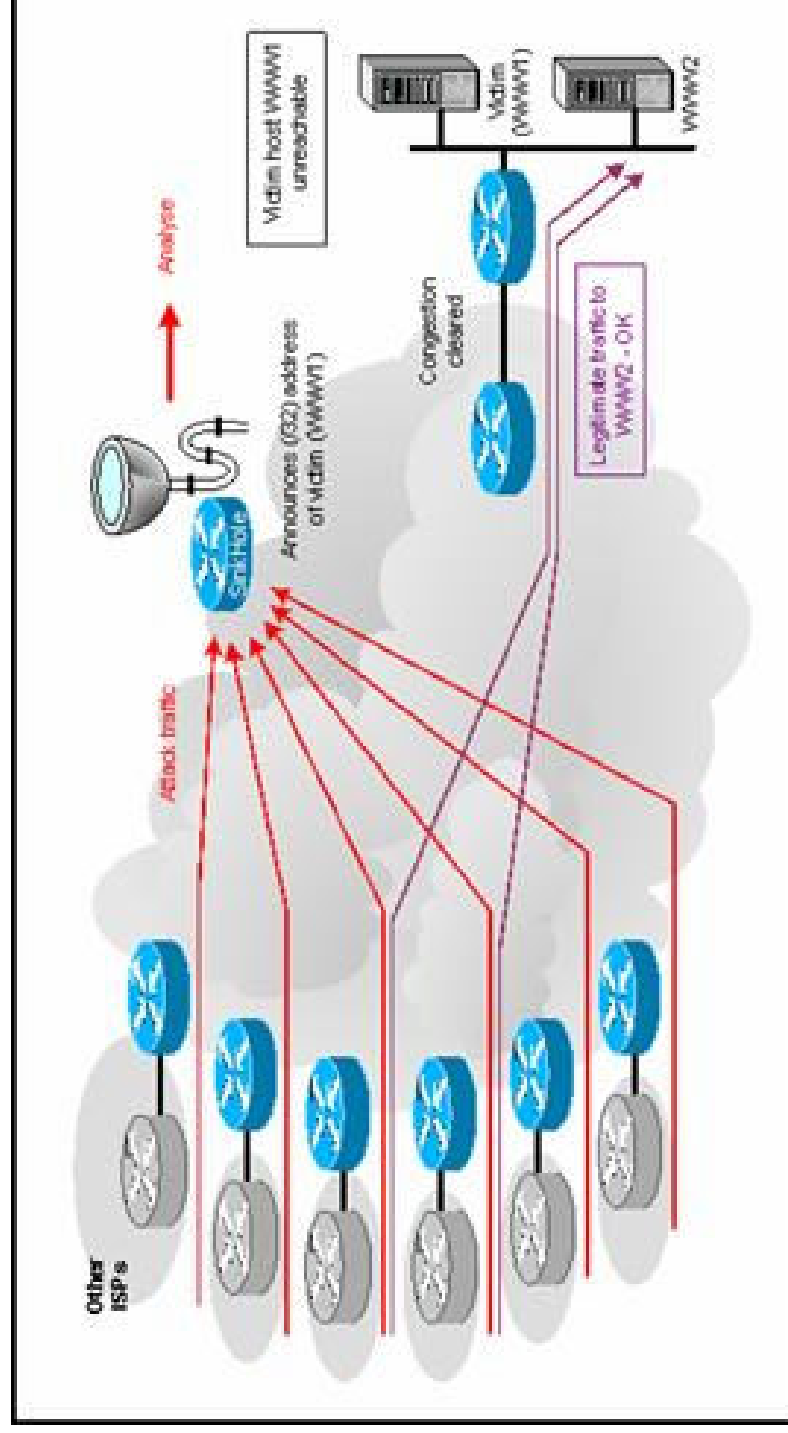 Other
ISPs
Attack traffic
Sink Hole
Analyse
Announces (/32) address
of victim (WWW1)
Victim host WWW1
unreachable
Congestion
cleared
Victim
(WWW1)
Legitimate traffic to
WWW2 - OK
WWW2